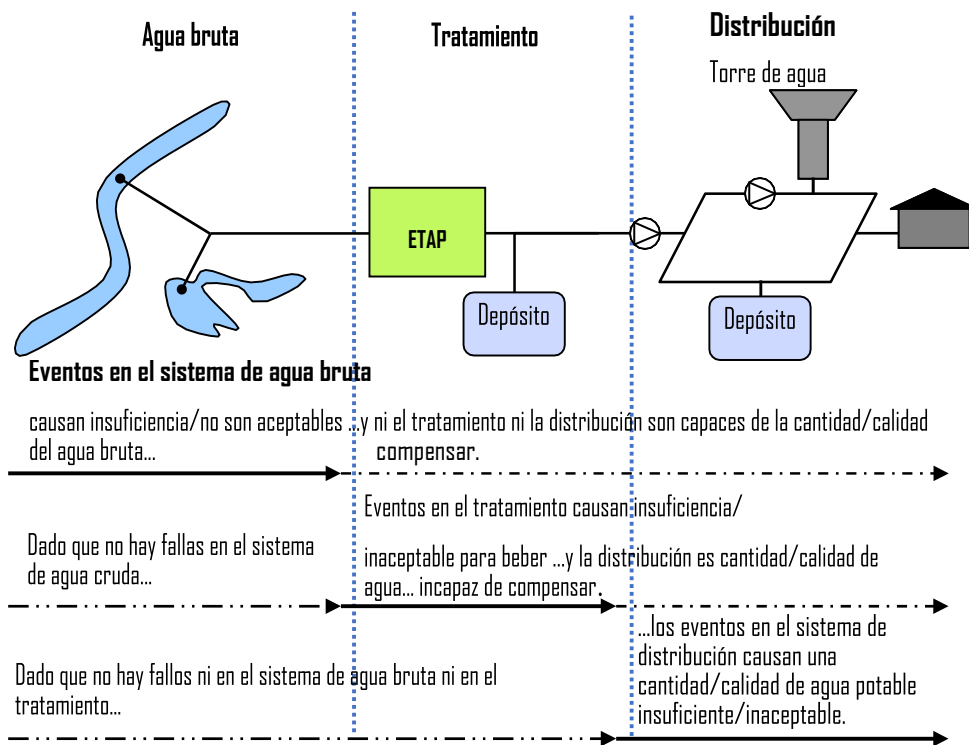 Agua bruta
Tratamiento
Distribución
Torre de agua
ETAP
Depósito
Depósito
Eventos en el sistema de agua bruta
causan insuficiencia/no son aceptables ...y ni el tratamiento ni la distribución son capaces de la cantidad/calidad
del agua bruta...
compensar.
Eventos en el tratamiento causan insuficiencia/
Dado que no hay fallas en el sistema
de agua cruda...
inaceptable para beber ...y la distribución es cantidad/calidad de
agua... incapaz de compensar.
...los eventos en el sistema de
distribución causan una
cantidad/calidad de agua potable
insuficiente/inaceptable.
Dado que no hay fallos ni en el sistema de agua bruta ni en el
tratamiento...